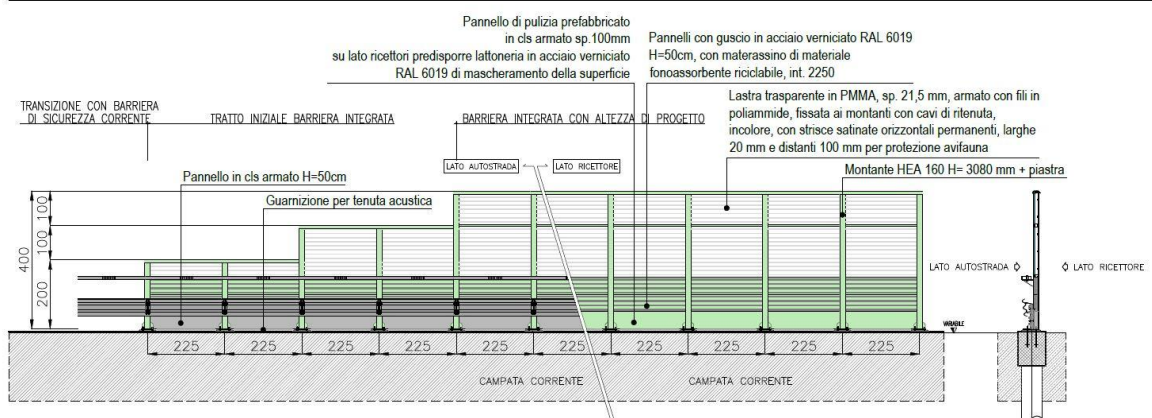 Pannello di pulizia prefabbricato
in cls armato sp.100mm
su lato ricettori predisporre lattoneria in acciaio verniciato
RAL 6019 di mascheramento della superficie
Pannelli con guscio in acciaio verniciato RAL 6019
H=50cm, con materassino di materiale
fonoassorbente riciclabile, int. 2250
Lastra trasparente in PMMA, sp. 21,5 mm, armato con fili in
poliammide, fissata ai montanti con cavi di ritenuta,
incolore, con strisce satinate orizzontali permanenti, larghe
20 mm e distanti 100 mm per protezione avifauna
Montante HEA 160 H= 3080 mm + piastra
TRANSIZIONE CON BARRIERA
DI SICUREZZA CORRENTE
TRATTO INIZIALE BARRIERA INTEGRATA
BARRIERA INTEGRATA CON ALTEZZA DI PROGETTO
LATO AUTOSTRADA
LATO RICETTORE
Pannello in cls armato H=50cm
Guarnizione per tenuta acustica
400
100
100
200
LATO AUTOSTRADA
LATO RICETTORE
VARIABILE
225
225
225
225
225
225
225
225
225
225
CAMPATA CORRENTE
CAMPATA CORRENTE